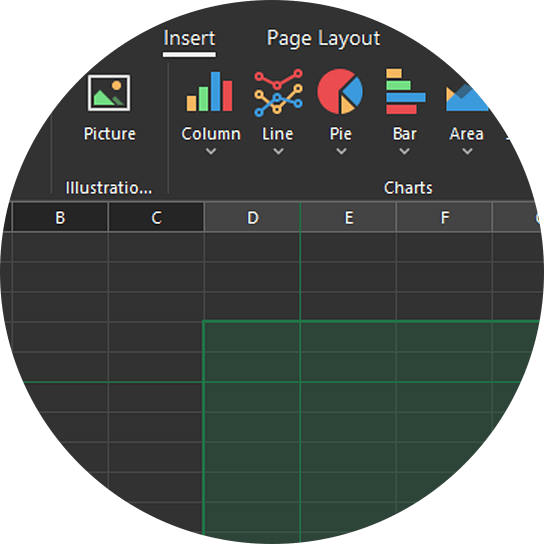 Insert Page Layout
Picture Column Line Pie Bar Area
Illustratio... Charts
B C D E F